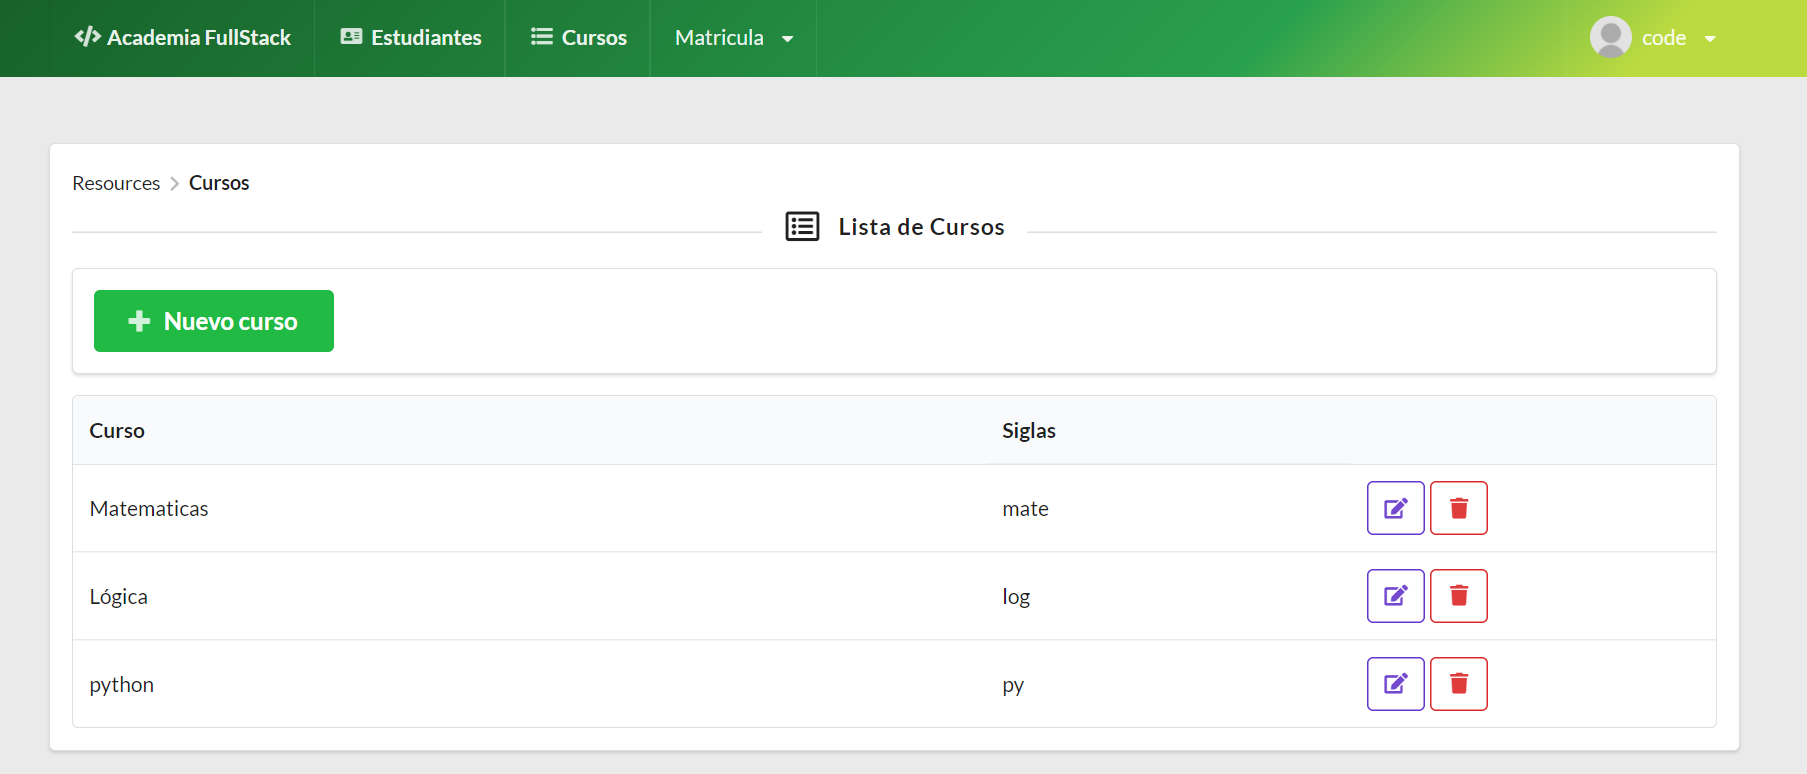 Academia FullStack Estudiantes Cursos Matricula code
Resources Cursos
Lista de Cursos
Nuevo curso
Curso Siglas
Matematicas mate
Lógica log
python py